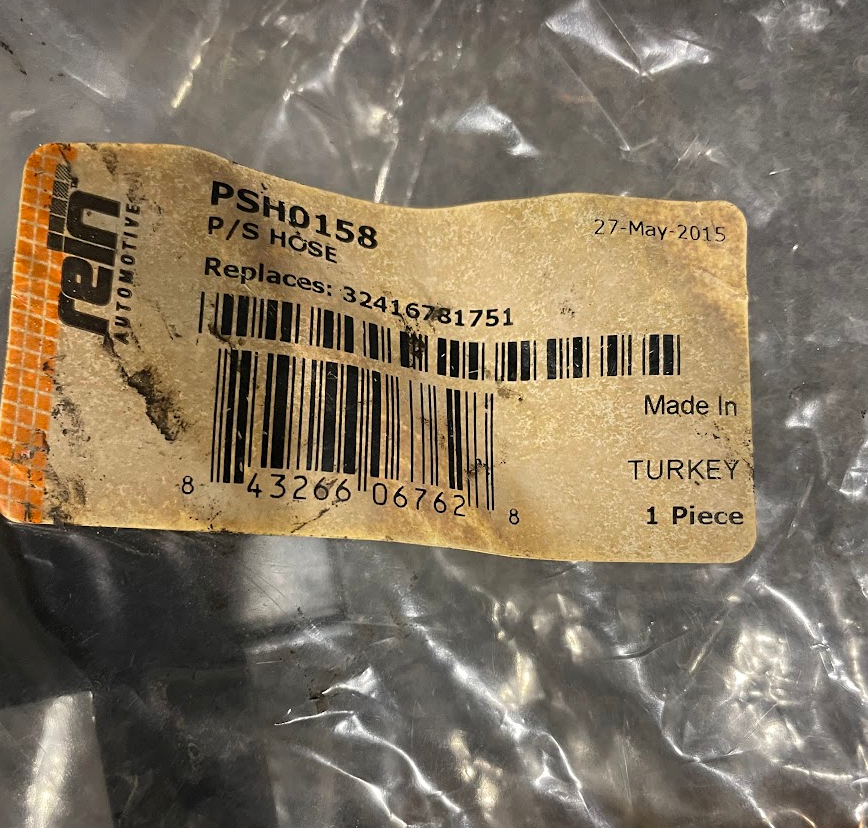 rein
AUTOMOTIVE
PSH0158
27-May-2015
P/S HOSE
Replaces: 32416781751
Made In
TURKEY
1 Piece
8 43266 06762 8